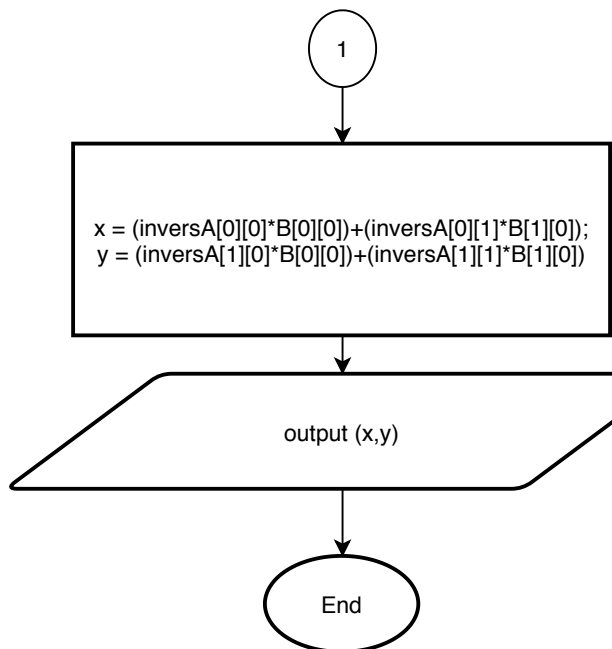 1
x = (inversA[0][0]*B[0][0])+(inversA[0][1]*B[1][0]);
y = (inversA[1][0]*B[0][0])+(inversA[1][1]*B[1][0])
output (x,y)
End